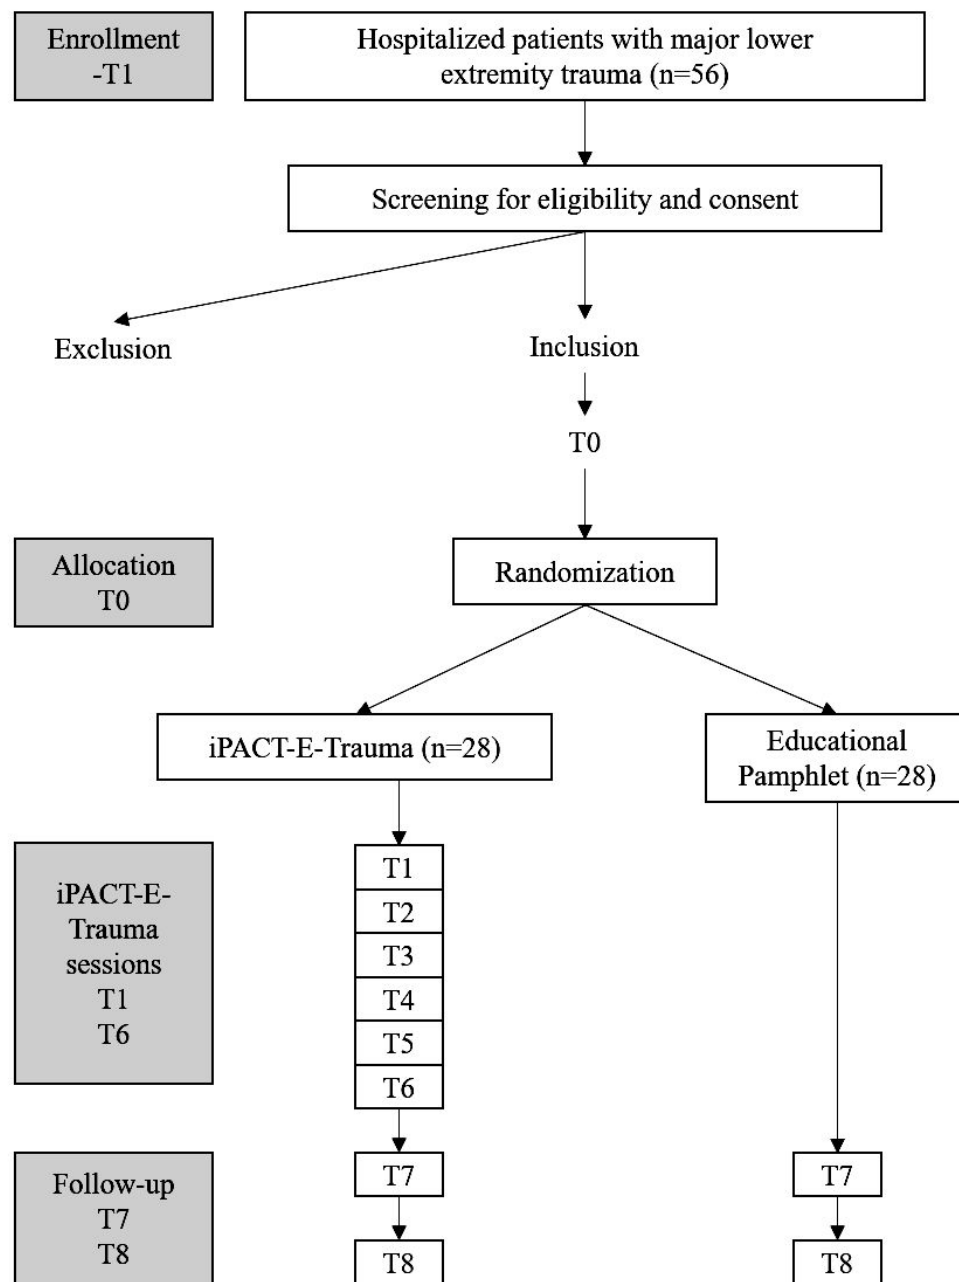 Enrollment
-T1
Hospitalized patients with major lower
extremity trauma (n=56)
Screening for eligibility and consent
Exclusion
Inclusion
T0
Allocation
T0
Randomization
iPACT-E-Trauma (n=28)
Educational
Pamphlet (n=28)
iPACT-E-
Trauma
sessions
T1
T6
T1
T2
T3
T4
T5
T6
Follow-up
T7
T8
T7
T7
T8
T8